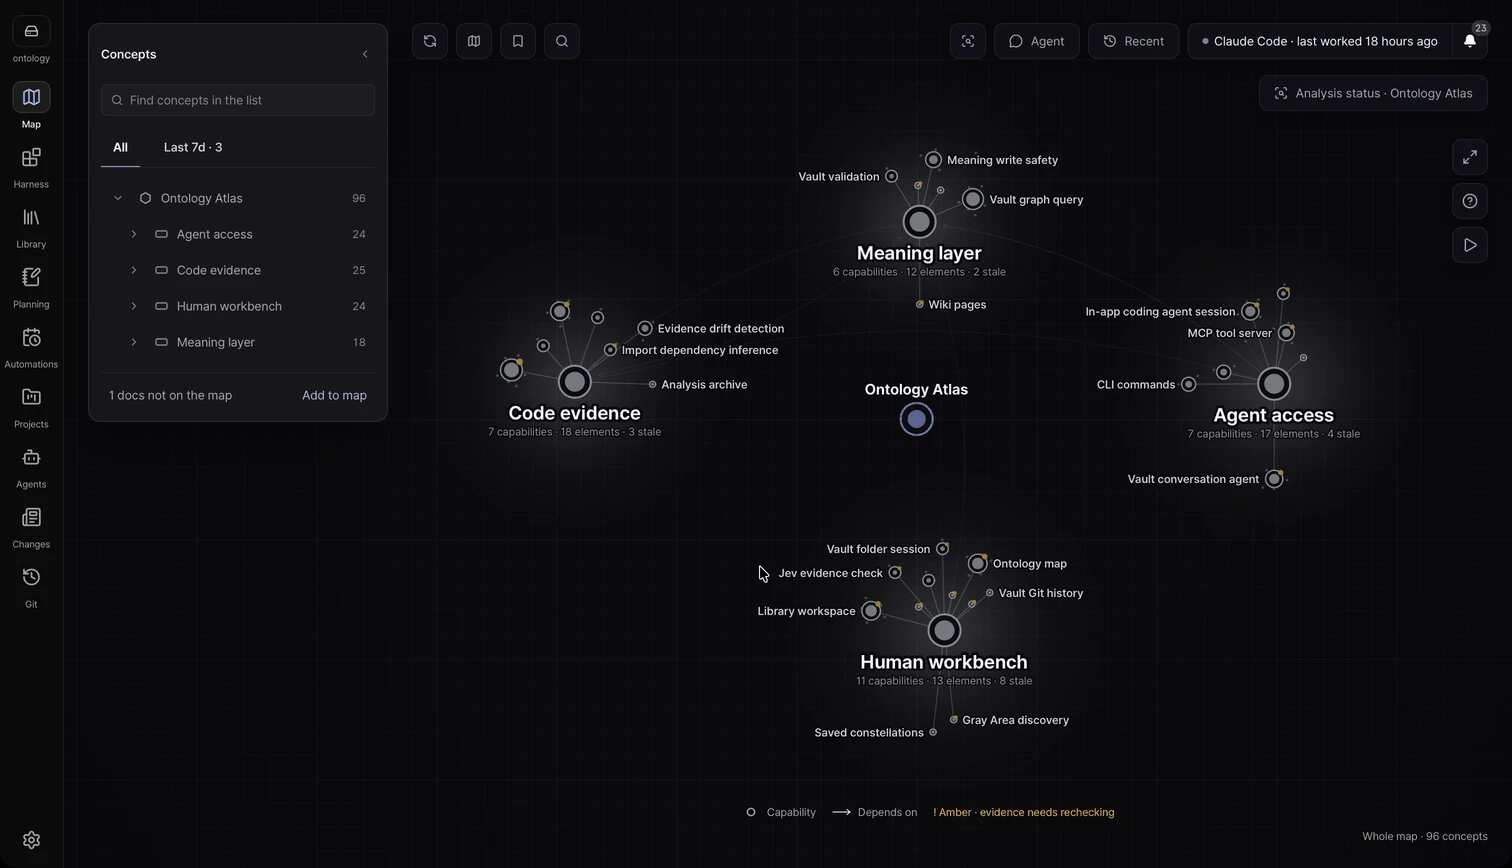 ontology
Map
Harness
Library
Planning
Automations
Projects
Agents
Changes
Git
Concepts
Find concepts in the list
All
Last 7d · 3
Ontology Atlas 96
Agent access 24
Code evidence 25
Human workbench 24
Meaning layer 18
1 docs not on the map
Add to map
Agent
Recent
Claude Code · last worked 18 hours ago
23
Analysis status · Ontology Atlas
Meaning write safety
Vault validation
Vault graph query
Meaning layer
6 capabilities · 12 elements · 2 stale
Wiki pages
Evidence drift detection
Import dependency inference
Analysis archive
Code evidence
7 capabilities · 18 elements · 3 stale
Ontology Atlas
In-app coding agent session
MCP tool server
CLI commands
Agent access
7 capabilities · 17 elements · 4 stale
Vault conversation agent
Vault folder session
Jev evidence check
Ontology map
Vault Git history
Library workspace
Human workbench
11 capabilities · 13 elements · 8 stale
Gray Area discovery
Saved constellations
Capability
Depends on
! Amber · evidence needs rechecking
Whole map · 96 concepts